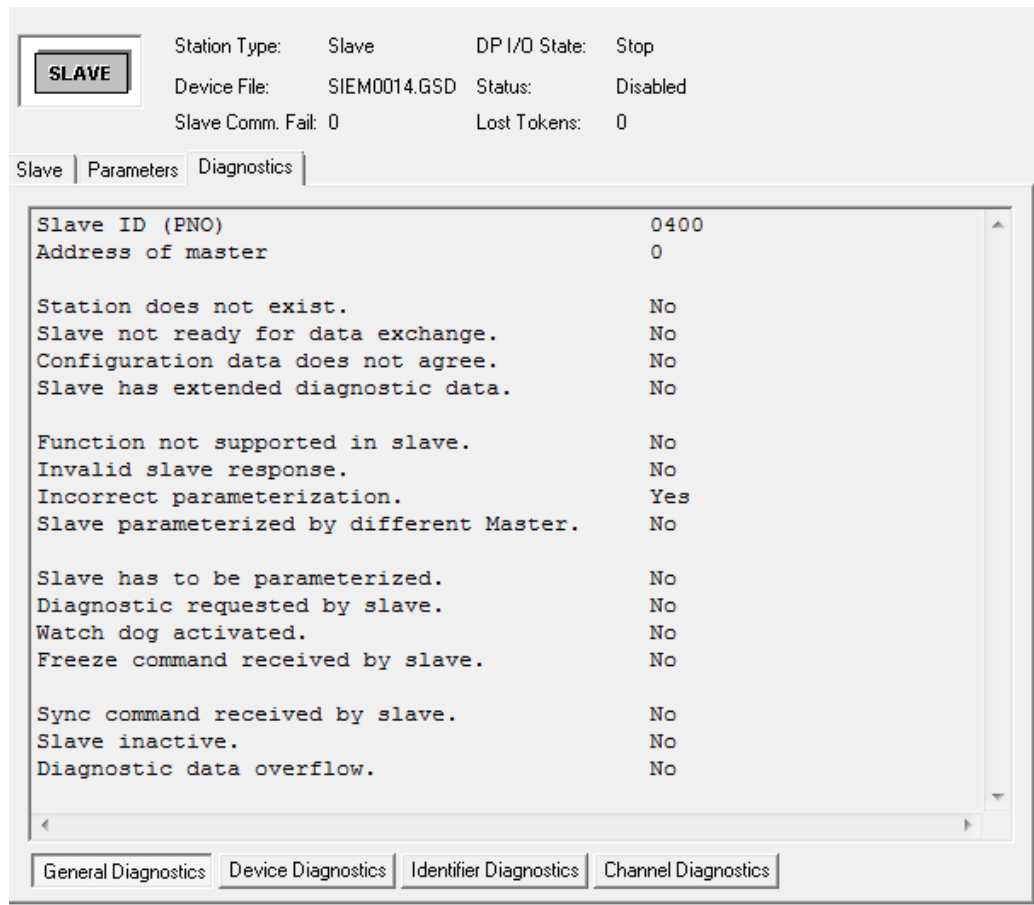 SLAVE
Station Type: Slave DP I/O State: Stop
Device File: SIEM0014.GSD Status: Disabled
Slave Comm. Fail: 0 Lost Tokens: 0
Slave Parameters Diagnostics
Slave ID (PNO) 0400
Address of master 0
Station does not exist. No
Slave not ready for data exchange. No
Configuration data does not agree. No
Slave has extended diagnostic data. No
Function not supported in slave. No
Invalid slave response. No
Incorrect parameterization. Yes
Slave parameterized by different Master. No
Slave has to be parameterized. No
Diagnostic requested by slave. No
Watch dog activated. No
Freeze command received by slave. No
Sync command received by slave. No
Slave inactive. No
Diagnostic data overflow. No
General Diagnostics Device Diagnostics Identifier Diagnostics Channel Diagnostics